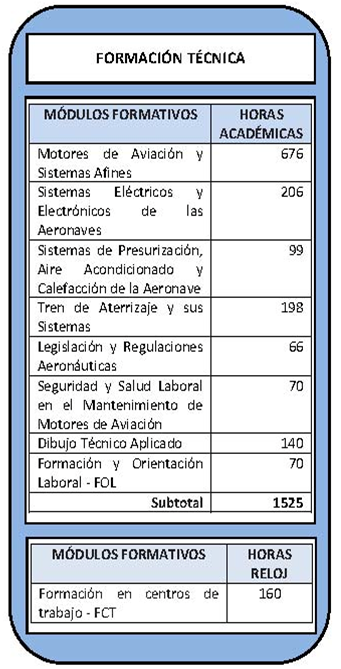 FORMACIÓN TÉCNICA
MÓDULOS FORMATIVOS HORAS
ACADÉMICAS
Motores de Aviación y 676
Sistemas Afines
Sistemas Eléctricos y 206
Electrónicos de las
Aeronaves
Sistemas de Presurización, 99
Aire Acondicionado y
Calefacción de la Aeronave
Tren de Aterrizaje y sus 198
Sistemas
Legislación y Regulaciones 66
Aeronáuticas
Seguridad y Salud Laboral 70
en el Mantenimiento de
Motores de Aviación
Dibujo Técnico Aplicado 140
Formación y Orientación 70
Laboral - FOL
Subtotal 1525
MÓDULOS FORMATIVOS HORAS
RELOJ
Formación en centros de 160
trabajo - FCT